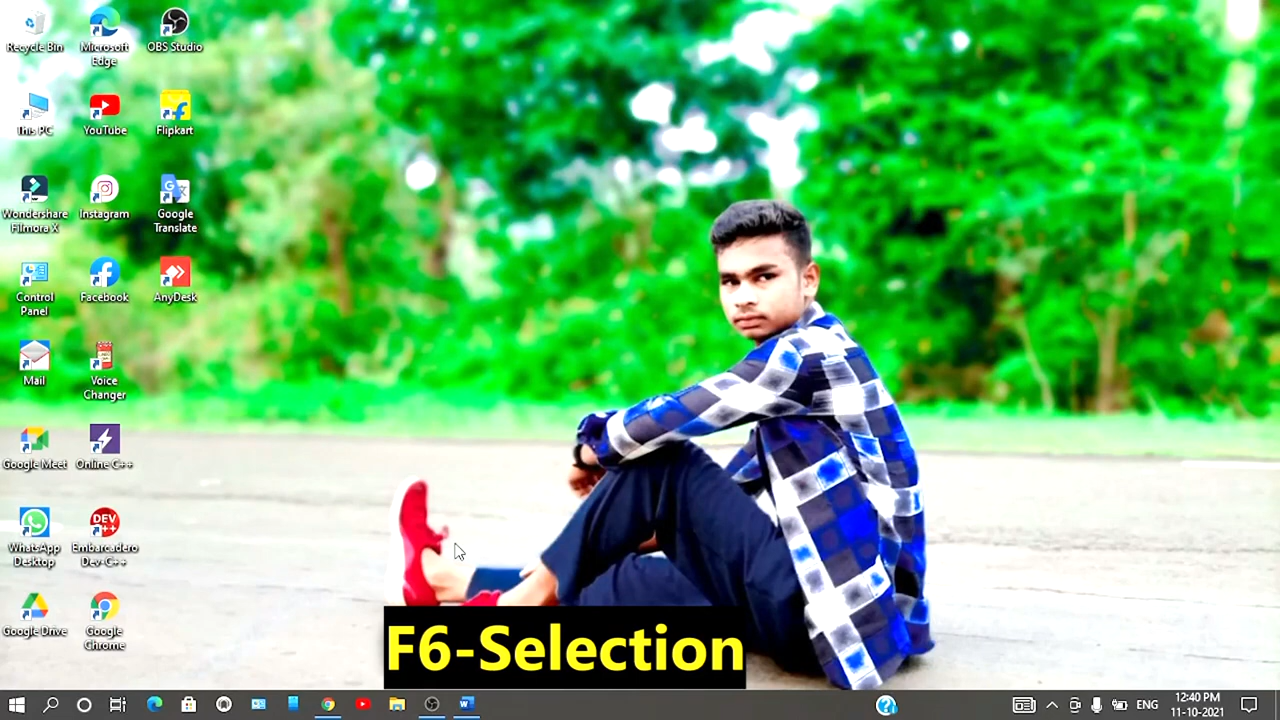 Recycle Bin
Microsoft
Edge
OBS Studio
This PC
YouTube
Flipkart
Wondershare
Filmora X
Instagram
Google
Translate
Control
Panel
Facebook
AnyDesk
Mail
Voice
Changer
Google Meet
Online C++
WhatsApp
Desktop
DEV
C++
Embarcadero
Dev-C++
Google Drive
Google
Chrome
F6-Selection
ENG
12:40 PM
11-10-2021